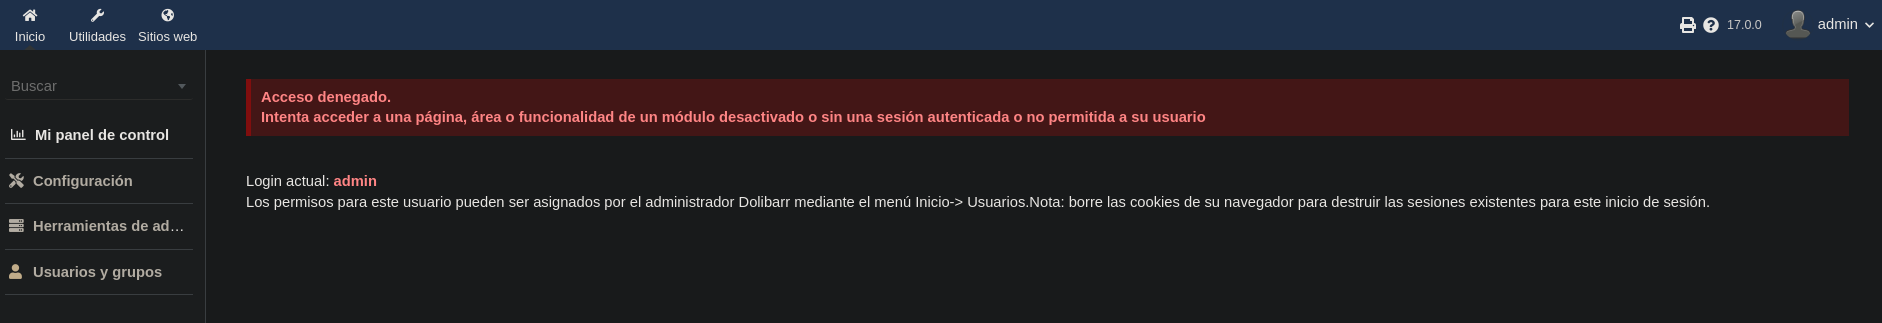 Inicio
Utilidades
Sitios web
17.0.0
admin
Buscar
Mi panel de control
Configuración
Herramientas de ad...
Usuarios y grupos
Acceso denegado.
Intenta acceder a una página, área o funcionalidad de un módulo desactivado o sin una sesión autenticada o no permitida a su usuario
Login actual: admin
Los permisos para este usuario pueden ser asignados por el administrador Dolibarr mediante el menú Inicio-> Usuarios.Nota: borre las cookies de su navegador para destruir las sesiones existentes para este inicio de sesión.